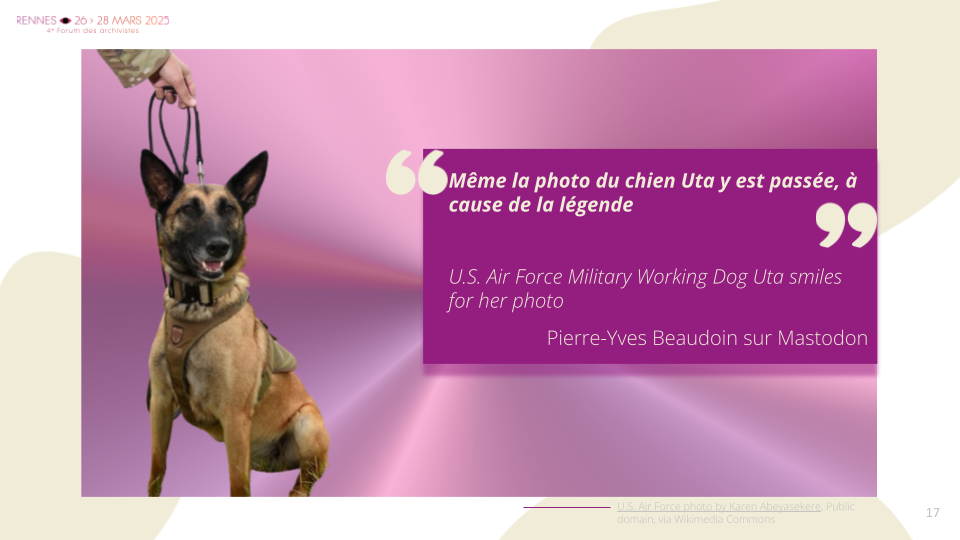 RENNES 26 > 28 MARS 2025
4e Forum des archivistes
“
Même la photo du chien Uta y est passée, à
cause de la légende
”
U.S. Air Force Military Working Dog Uta smiles
for her photo
Pierre-Yves Beaudoin sur Mastodon
U.S. Air Force photo by Karen Abeyasekere, Public
domain, via Wikimedia Commons
17